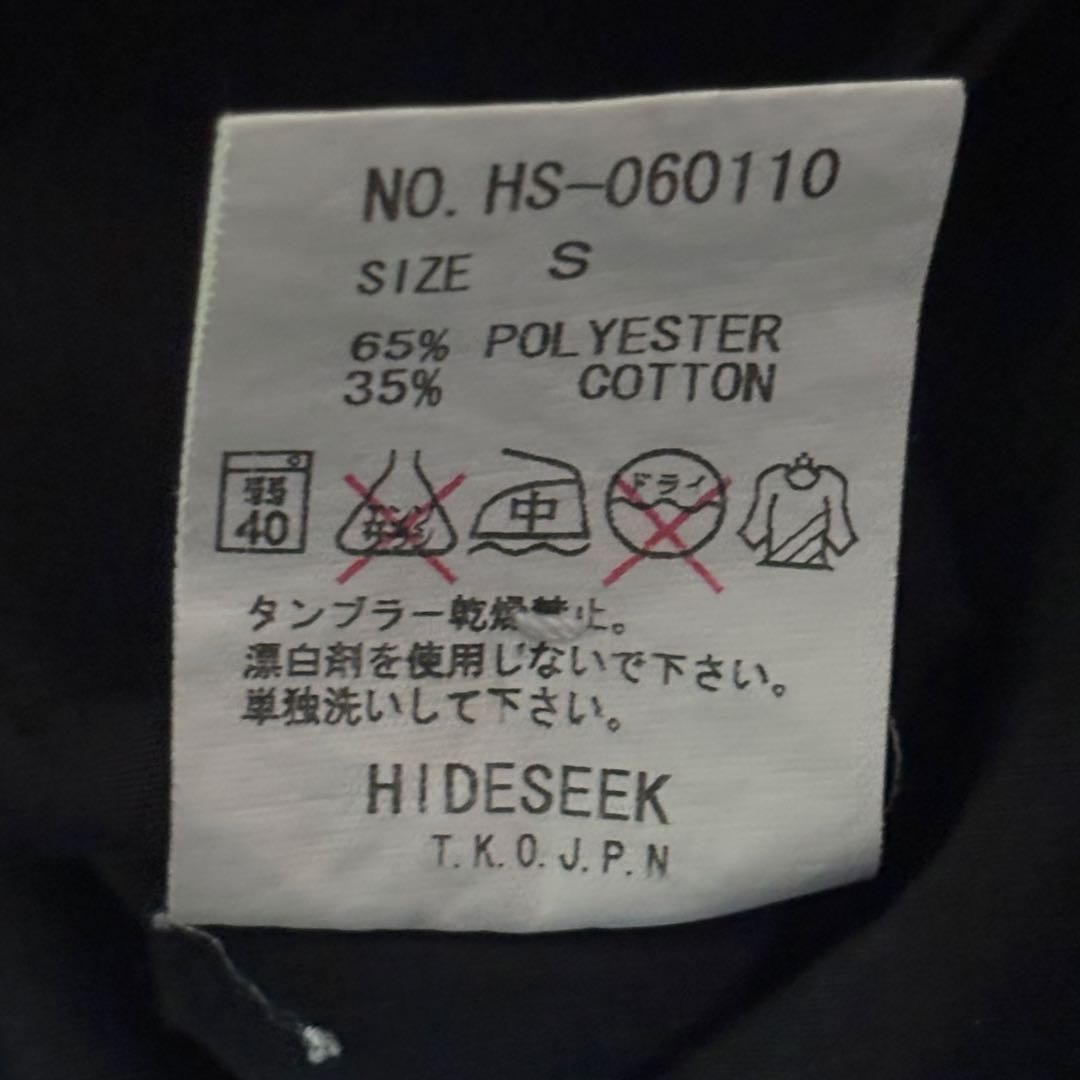 NO. HS-060110
SIZE S
65% POLYESTER
35% COTTON
弱 40 中 ドライ
タンブラー乾燥禁止。
漂白剤を使用しないで下さい。
単独洗いして下さい。
HIDESEEK
T.K.O.J.P.N